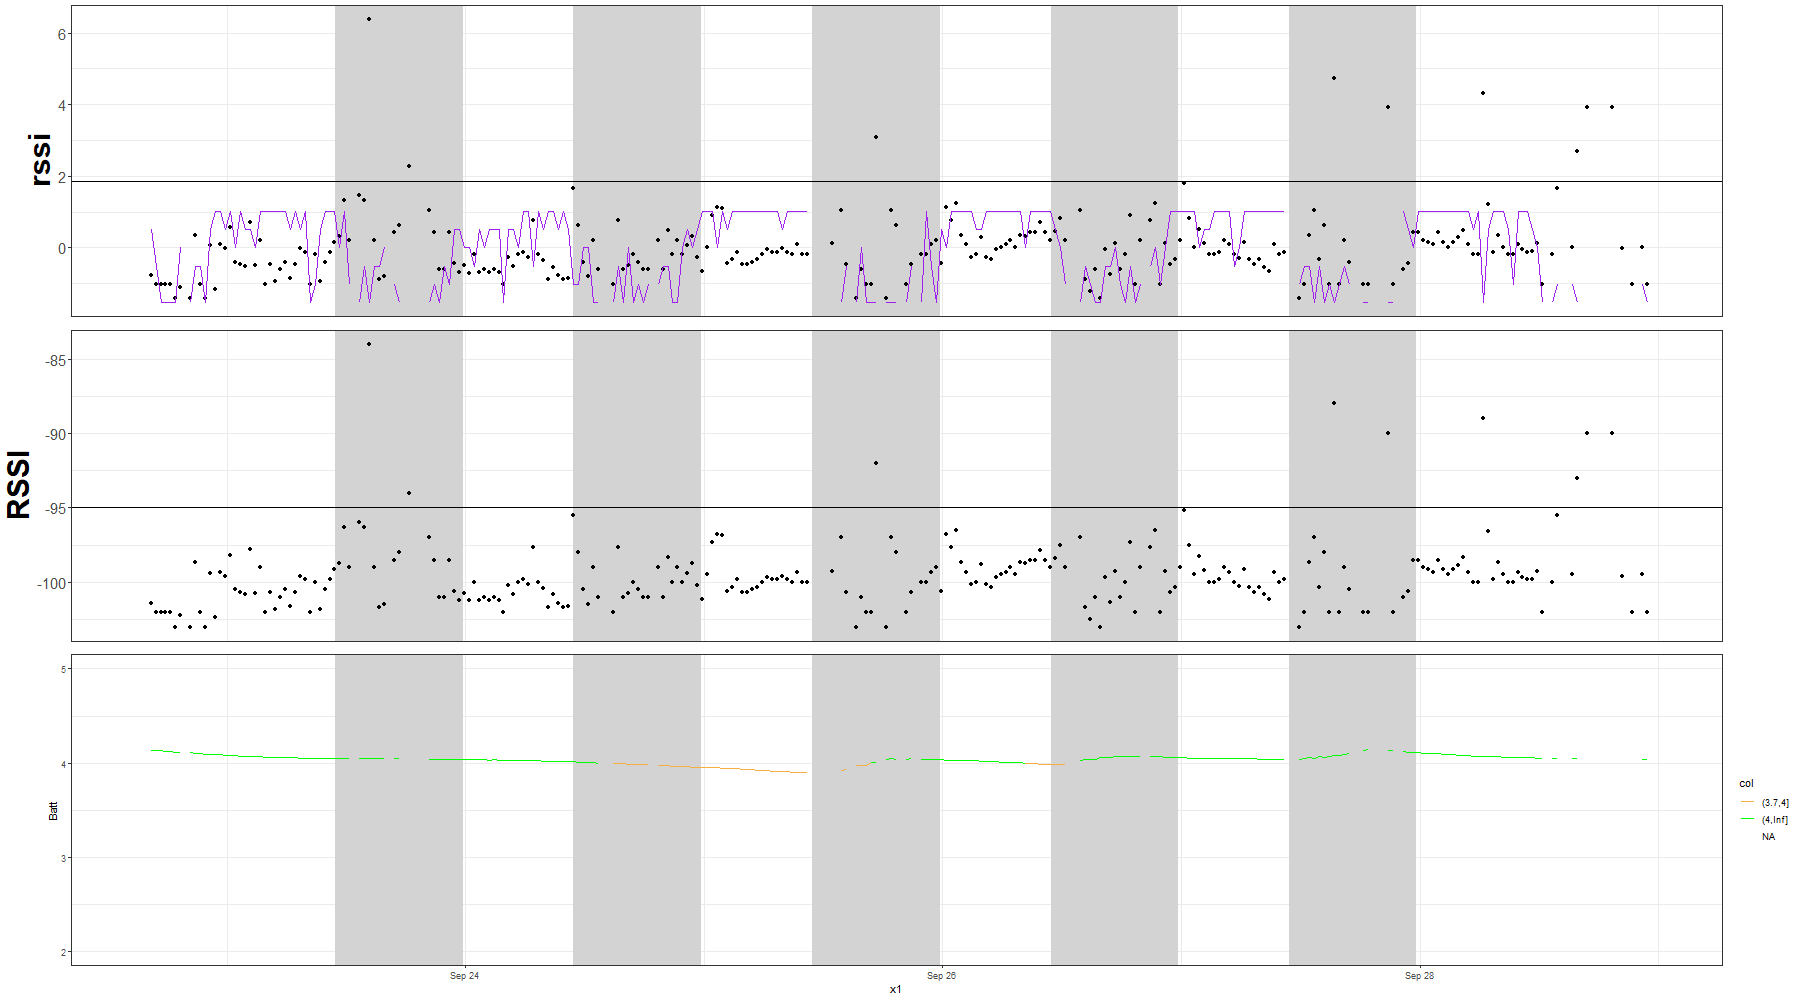 rssi
6
4
2
0
RSSI
-85
-90
-95
-100
Batt
5
4
3
2
Sep 24
Sep 26
Sep 28
x1
col
(3.7,4]
(4,Inf]
NA